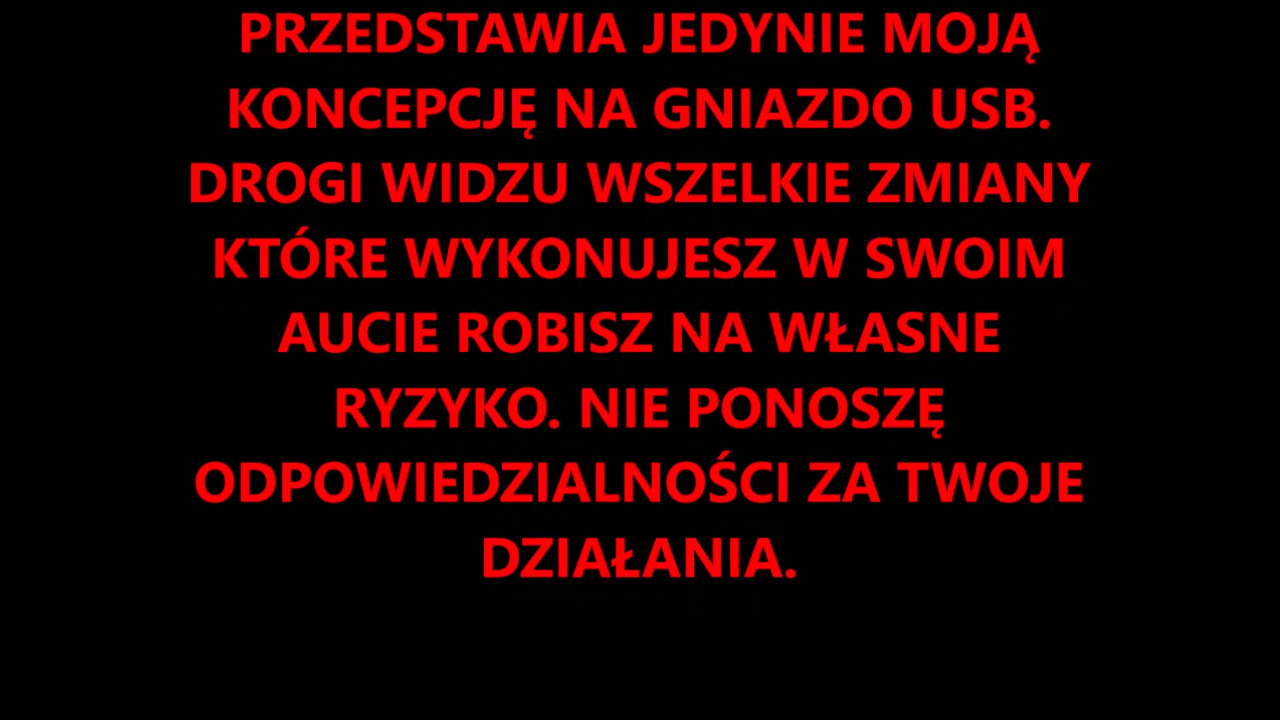 PRZEDSTAWIA JEDYNIE MOJĄ
KONCEPCJĘ NA GNIAZDO USB.
DROGI WIDZU WSZELKIE ZMIANY
KTÓRE WYKONUJESZ W SWOIM
AUCIE ROBISZ NA WŁASNE
RYZYKO. NIE PONOSZĘ
ODPOWIEDZIALNOŚCI ZA TWOJE
DZIAŁANIA.